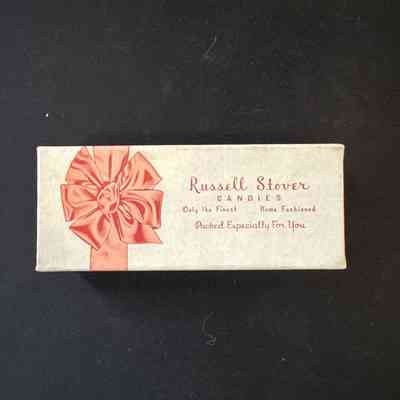 Russell Stover
CANDIES
Only the Finest Home Fashioned
Packed Especially For You